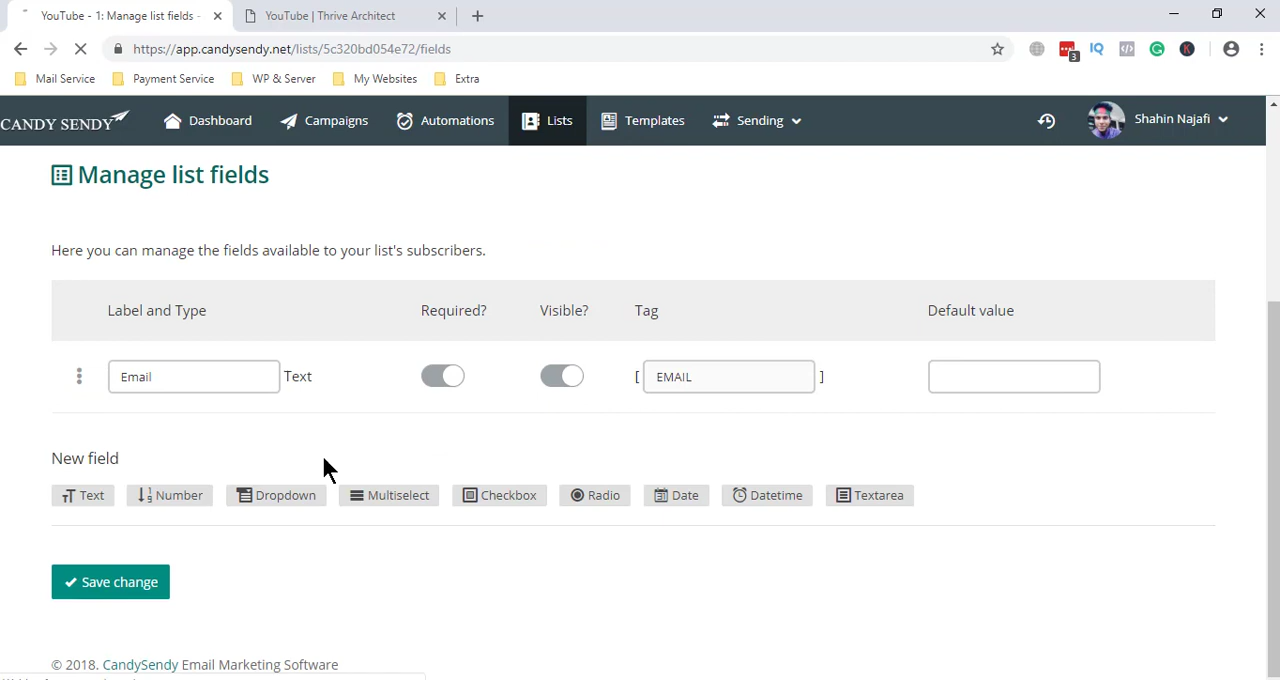 YouTube - 1: Manage list fields -
YouTube | Thrive Architect
https://app.candysendy.net/lists/5c320bd054e72/fields
IQ
3
K
Mail Service
Payment Service
WP & Server
My Websites
Extra
CANDY SENDY
Dashboard
Campaigns
Automations
Lists
Templates
Sending
Shahin Najafi
Manage list fields
Here you can manage the fields available to your list's subscribers.
Label and Type Required? Visible? Tag Default value
Email Text [ EMAIL ]
New field
Text Number Dropdown Multiselect Checkbox Radio Date Datetime Textarea
Save change
© 2018. CandySendy Email Marketing Software